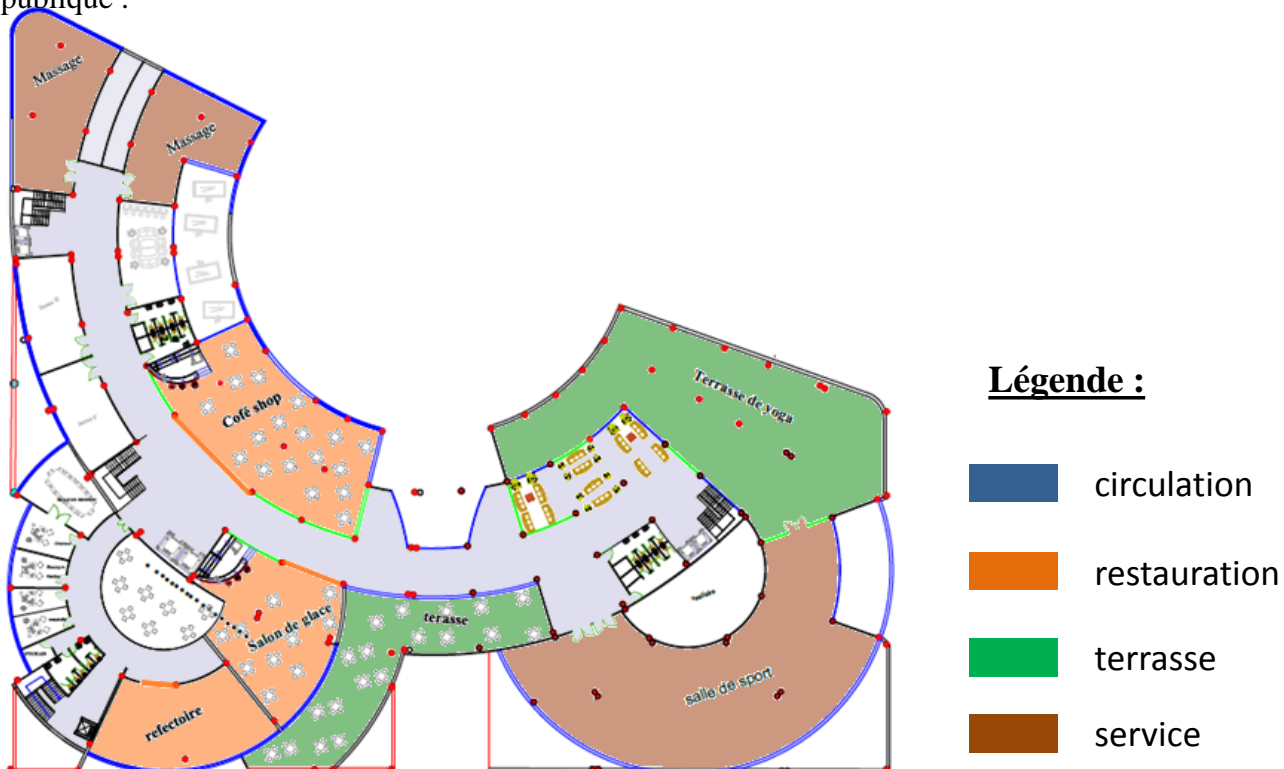 publique :
Massage
Massage
Cofé shop
Terrasse de yoga
Légende :
circulation
restauration
terrasse
service
terasse
Salon de glace
refectoire
salle de sport